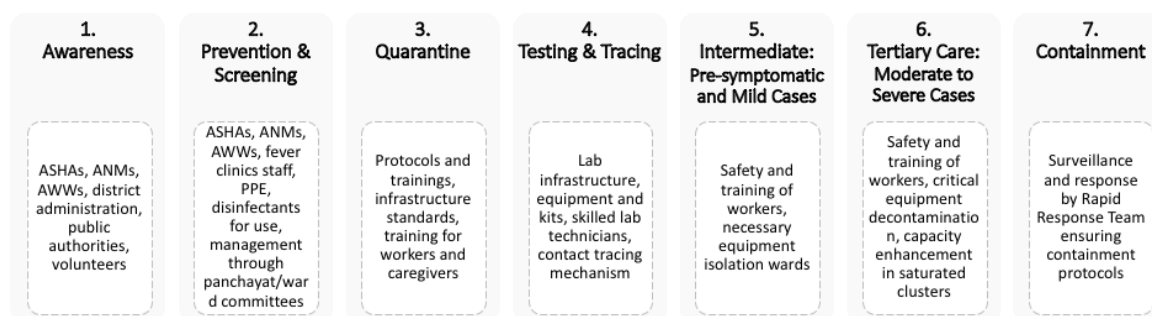 1.
Awareness
ASHAs, ANMs,
AWWs, district
administration,
public
authorities,
volunteers
2.
Prevention &
Screening
ASHAs, ANMs,
AWWs, fever
clinics staff,
PPE,
disinfectants
for use,
management
through
panchayat/war
d committees
3.
Quarantine
Protocols and
trainings,
infrastructure
standards,
training for
workers and
caregivers
4.
Testing & Tracing
Lab
infrastructure,
equipment and
kits, skilled lab
technicians,
contact tracing
mechanism
5.
Intermediate:
Pre-symptomatic
and Mild Cases
Safety and
training of
workers,
necessary
equipment
isolation wards
6.
Tertiary Care:
Moderate to
Severe Cases
Safety and
training of
workers, critical
equipment
decontaminatio
n, capacity
enhancement
in saturated
clusters
7.
Containment
Surveillance
and response
by Rapid
Response Team
ensuring
containment
protocols